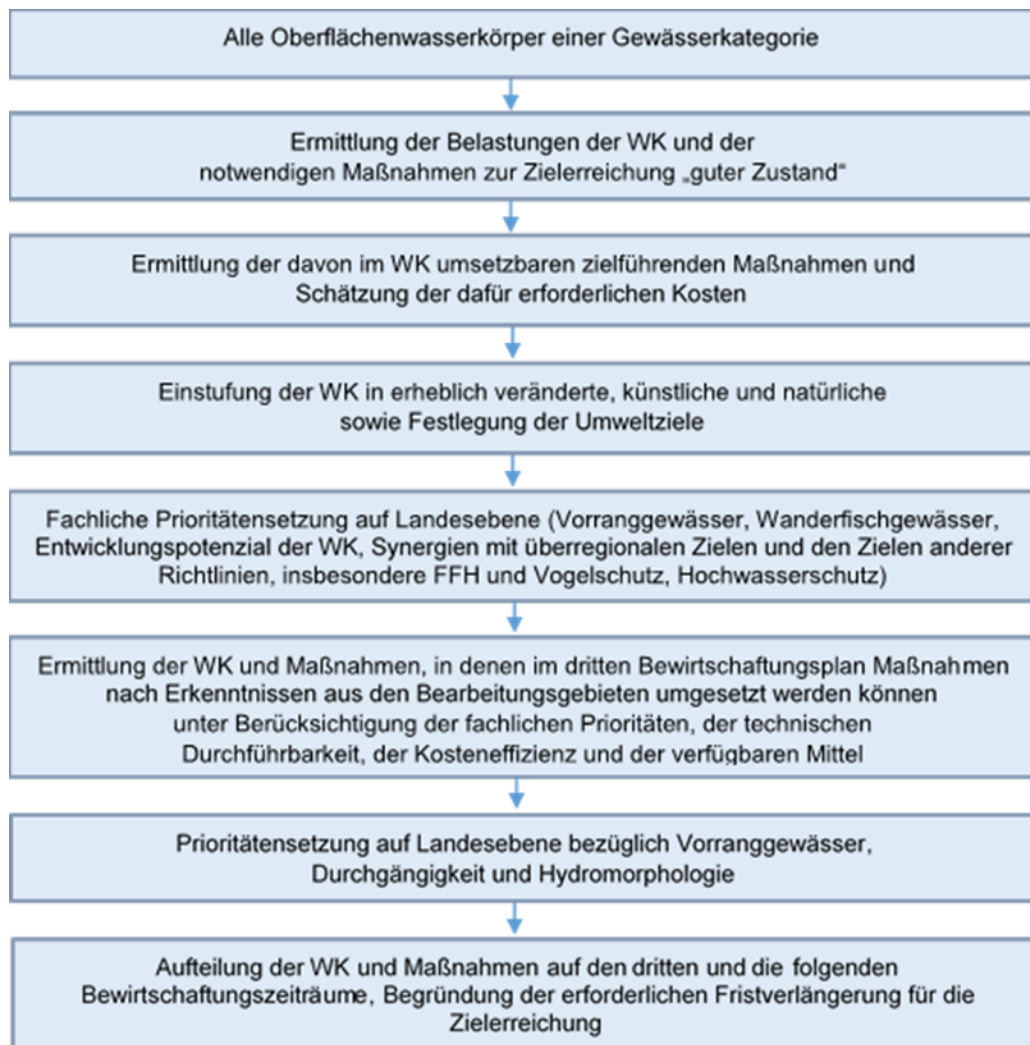 Alle Oberflächenwasserkörper einer Gewässerkategorie
Ermittlung der Belastungen der WK und der
notwendigen Maßnahmen zur Zielerreichung „guter Zustand“
Ermittlung der davon im WK umsetzbaren zielführenden Maßnahmen und
Schätzung der dafür erforderlichen Kosten
Einstufung der WK in erheblich veränderte, künstliche und natürliche
sowie Festlegung der Umweltziele
Fachliche Prioritätensetzung auf Landesebene (Vorranggewässer, Wanderfischgewässer,
Entwicklungspotenzial der WK, Synergien mit überregionalen Zielen und den Zielen anderer
Richtlinien, insbesondere FFH und Vogelschutz, Hochwasserschutz)
Ermittlung der WK und Maßnahmen, in denen im dritten Bewirtschaftungsplan Maßnahmen
nach Erkenntnissen aus den Bearbeitungsgebieten umgesetzt werden können
unter Berücksichtigung der fachlichen Prioritäten, der technischen
Durchführbarkeit, der Kosteneffizienz und der verfügbaren Mittel
Prioritätensetzung auf Landesebene bezüglich Vorranggewässer,
Durchgängigkeit und Hydromorphologie
Aufteilung der WK und Maßnahmen auf den dritten und die folgenden
Bewirtschaftungszeiträume, Begründung der erforderlichen Fristverlängerung für die
Zielerreichung